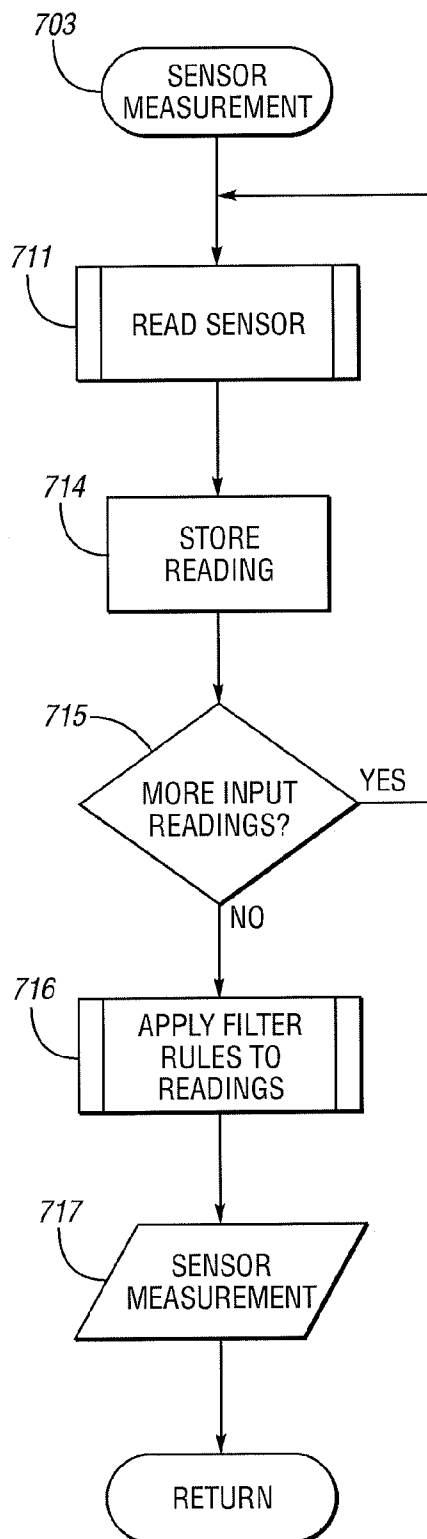 703
SENSOR
MEASUREMENT
711
READ SENSOR
714
STORE
READING
715
MORE INPUT
READINGS?
YES
NO
716
APPLY FILTER
RULES TO
READINGS
717
SENSOR
MEASUREMENT
RETURN